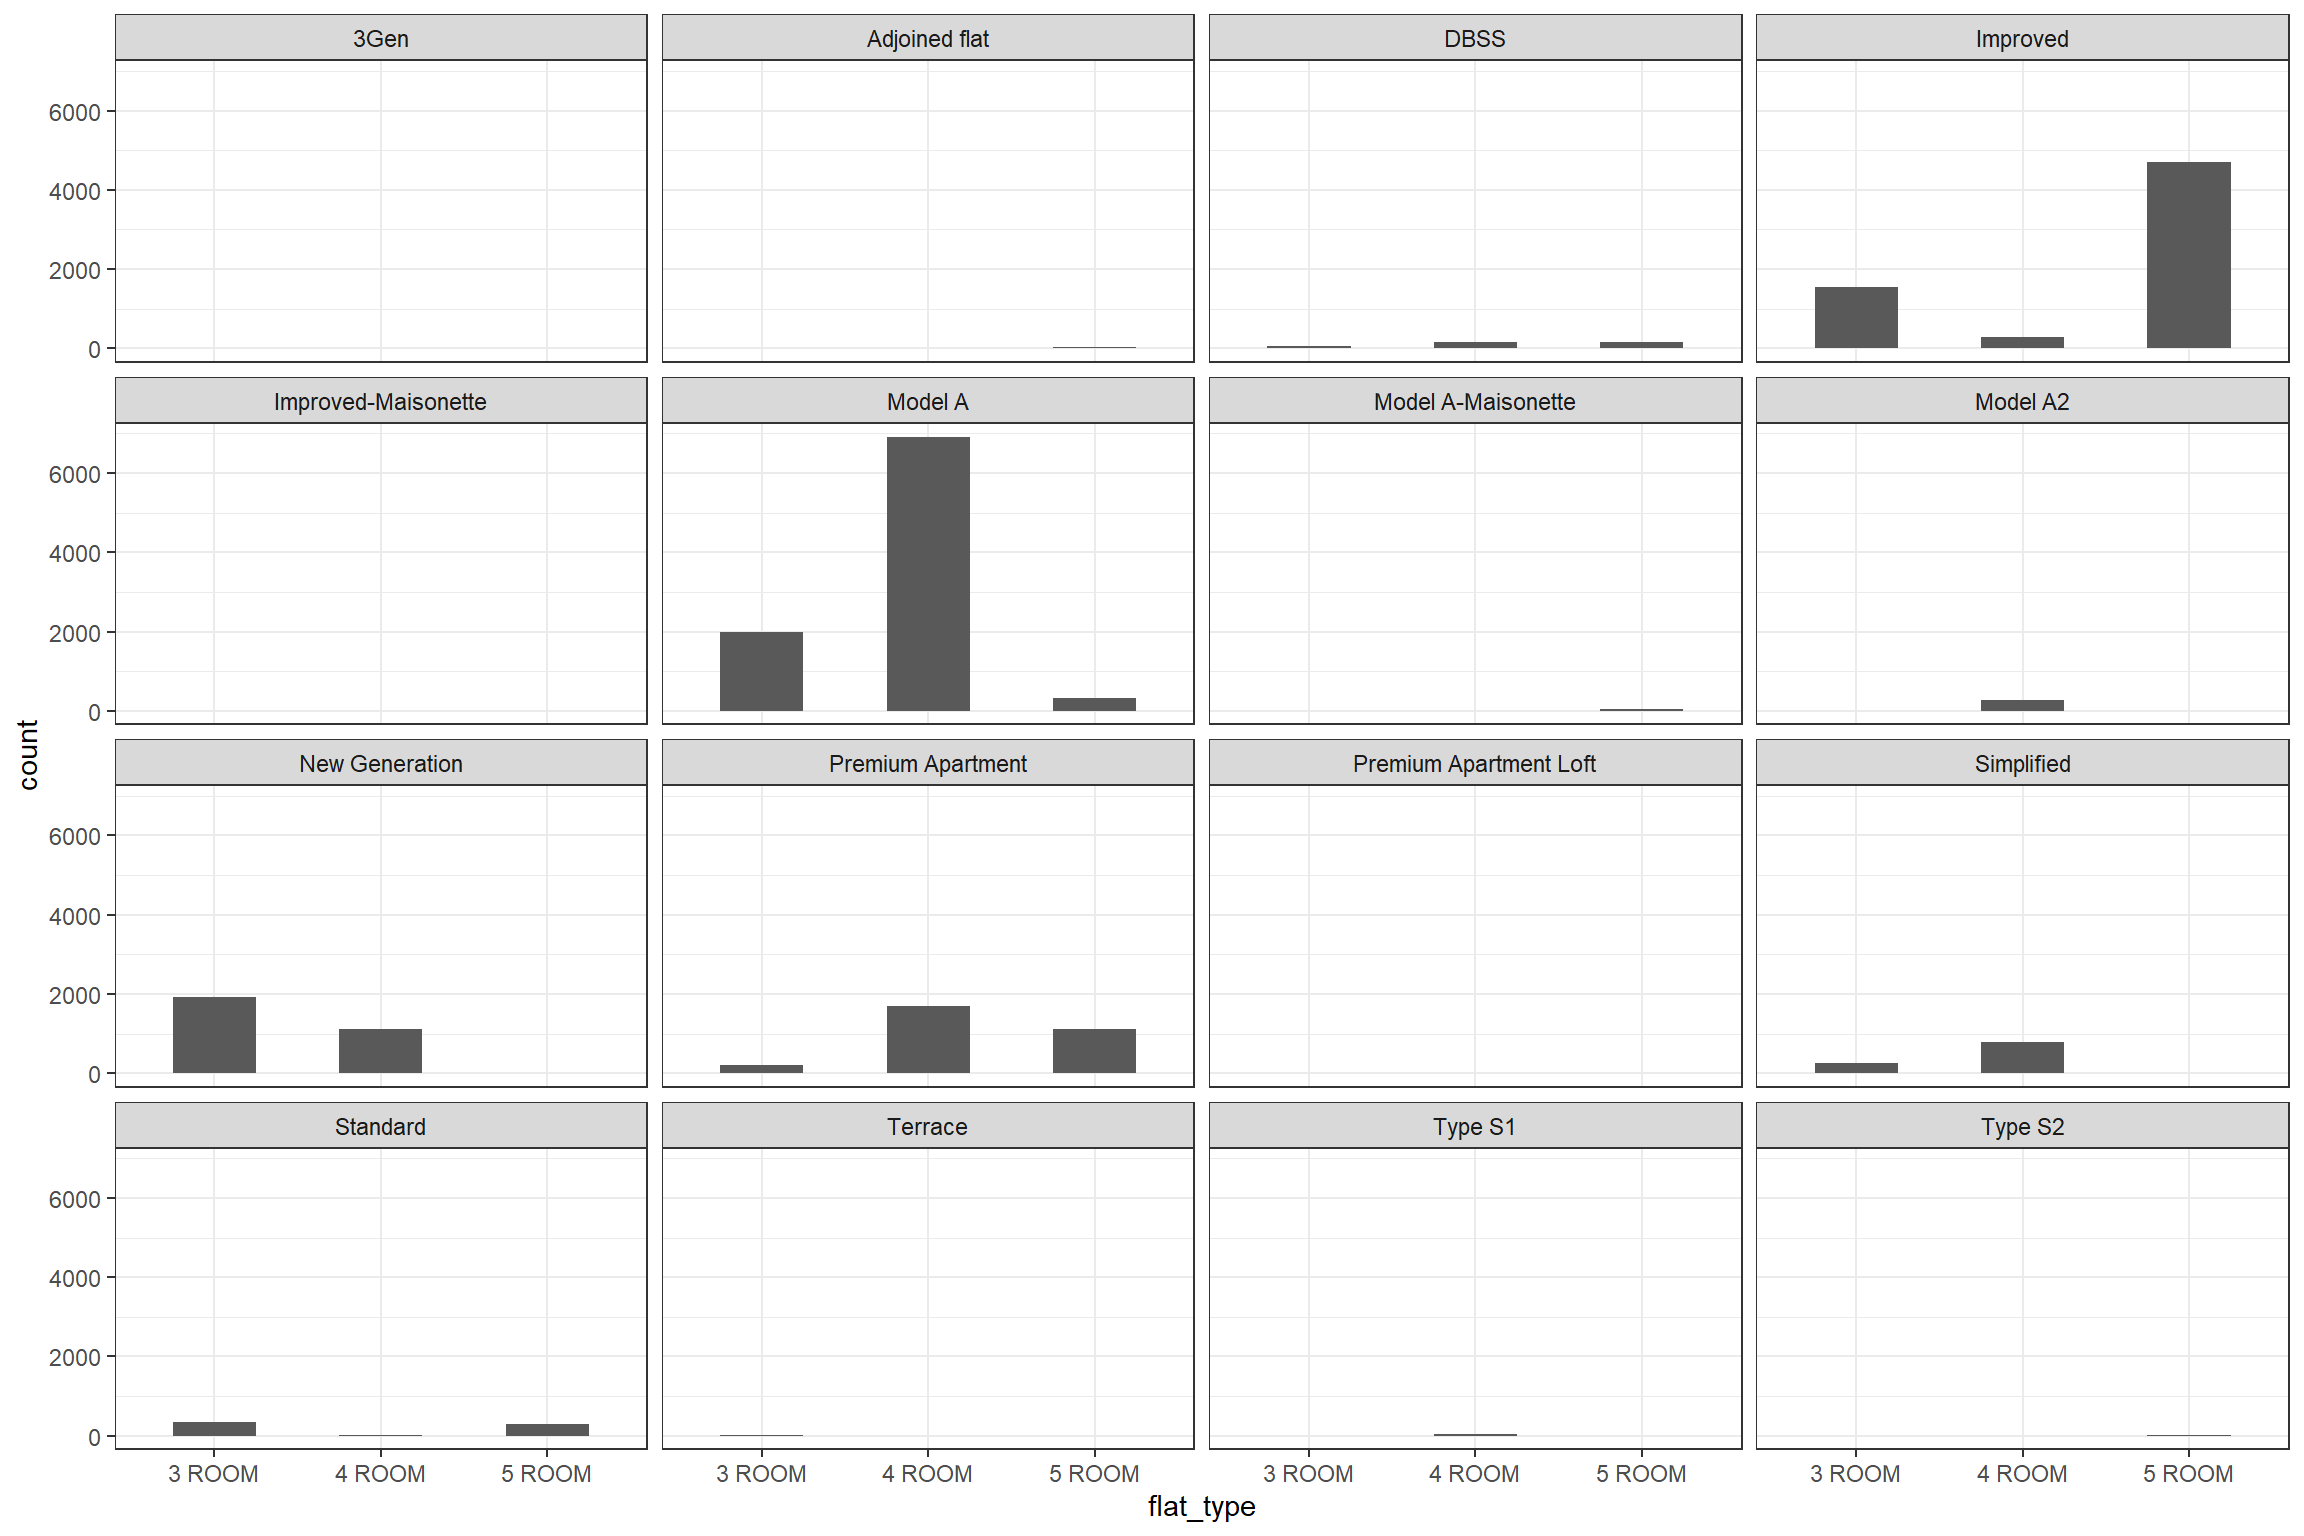 3Gen Adjoined flat DBSS Improved
6000
4000
2000
0
Improved-Maisonette Model A Model A-Maisonette Model A2
6000
4000
2000
0
count
New Generation Premium Apartment Premium Apartment Loft Simplified
6000
4000
2000
0
Standard Terrace Type S1 Type S2
6000
4000
2000
0
3 ROOM 4 ROOM 5 ROOM 3 ROOM 4 ROOM 5 ROOM 3 ROOM 4 ROOM 5 ROOM 3 ROOM 4 ROOM 5 ROOM
flat_type